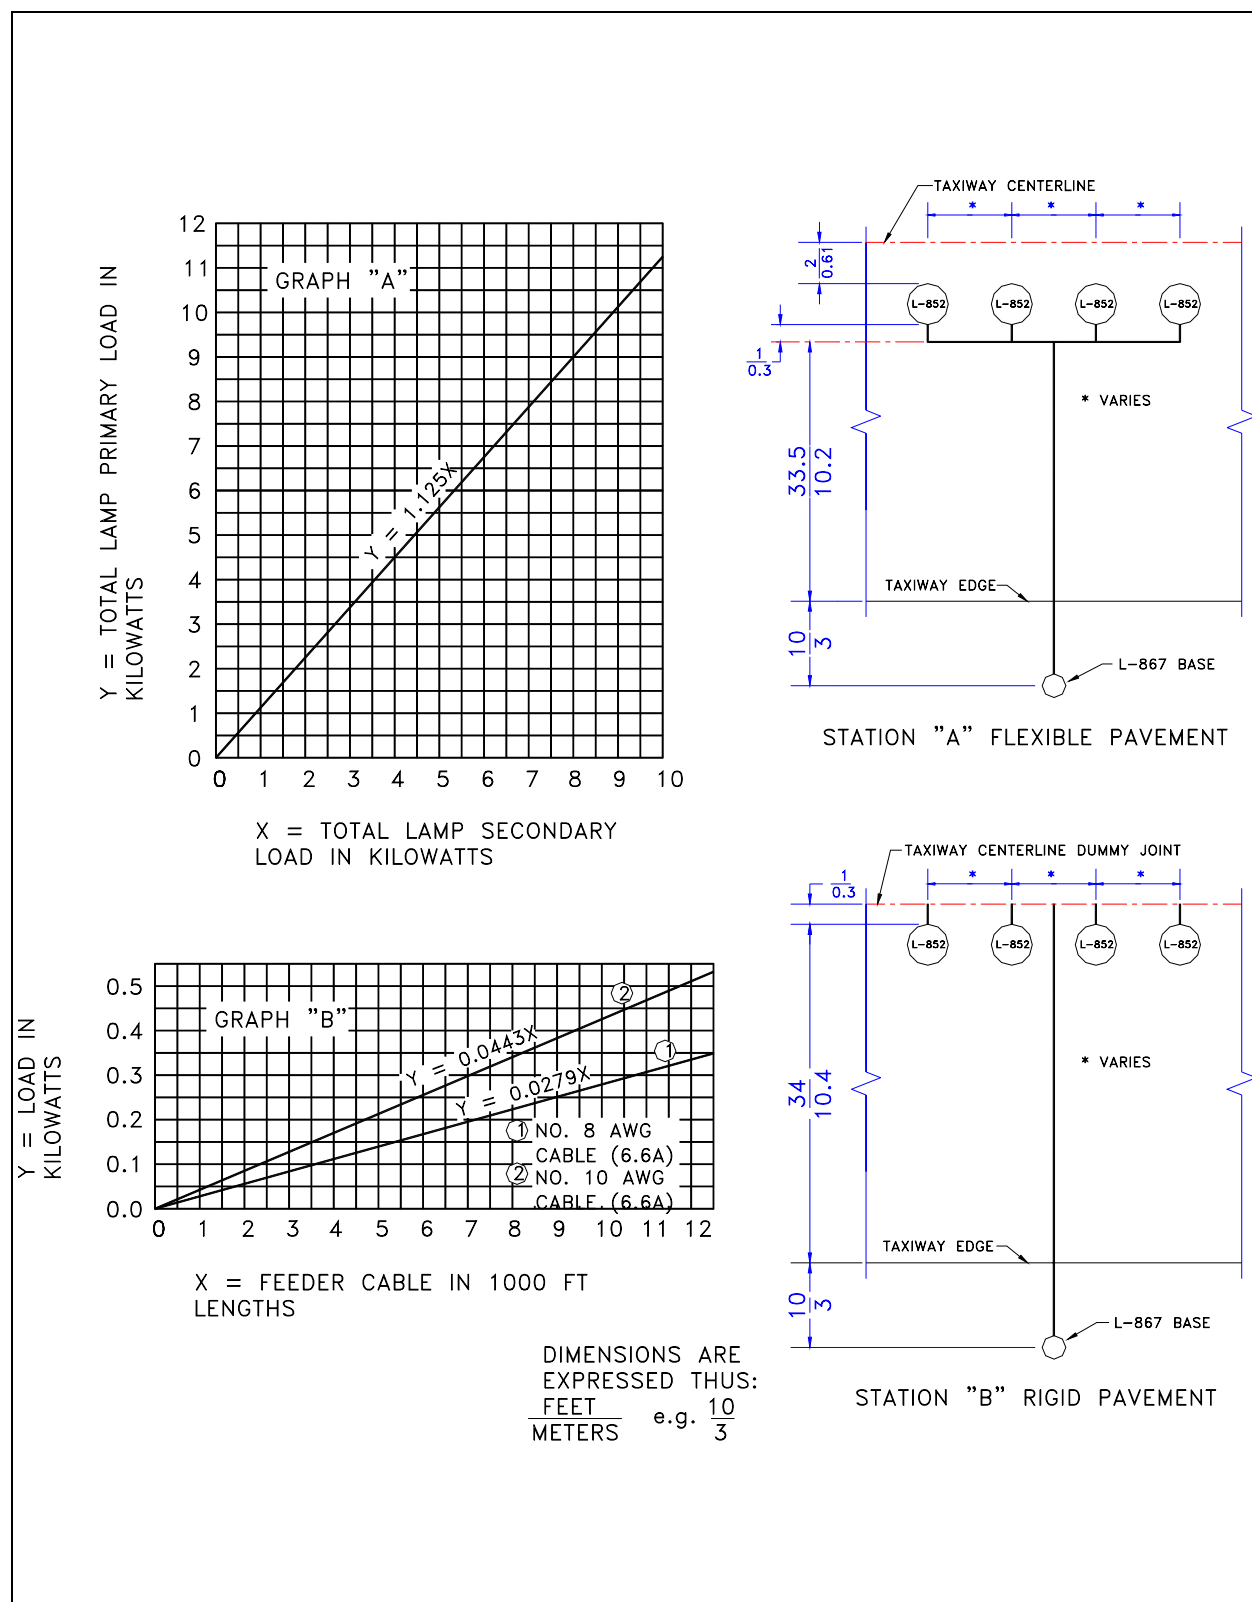 12
11
10
9
8
7
6
5
4
3
2
1
0
GRAPH "A"
Y = 1.125X
Y = TOTAL LAMP PRIMARY LOAD IN
KILOWATTS
0 1 2 3 4 5 6 7 8 9 10
X = TOTAL LAMP SECONDARY
LOAD IN KILOWATTS
TAXIWAY CENTERLINE
* * *
2
0.61
L-852 L-852 L-852 L-852
1
0.3
* VARIES
33.5
10.2
TAXIWAY EDGE
10
3
L-867 BASE
STATION "A" FLEXIBLE PAVEMENT
0.5
0.4
0.3
0.2
0.1
0.0
GRAPH "B"
2
Y = 0.0443X
1
Y = 0.0279X
1 NO. 8 AWG
CABLE (6.6A)
2 NO. 10 AWG
CABLE (6.6A)
Y = LOAD IN
KILOWATTS
0 1 2 3 4 5 6 7 8 9 10 11 12
X = FEEDER CABLE IN 1000 FT
LENGTHS
TAXIWAY CENTERLINE DUMMY JOINT
1
0.3
* * *
L-852 L-852 L-852 L-852
* VARIES
34
10.4
TAXIWAY EDGE
10
3
L-867 BASE
STATION "B" RIGID PAVEMENT
DIMENSIONS ARE
EXPRESSED THUS:
FEET
METERS
e.g. 10
3